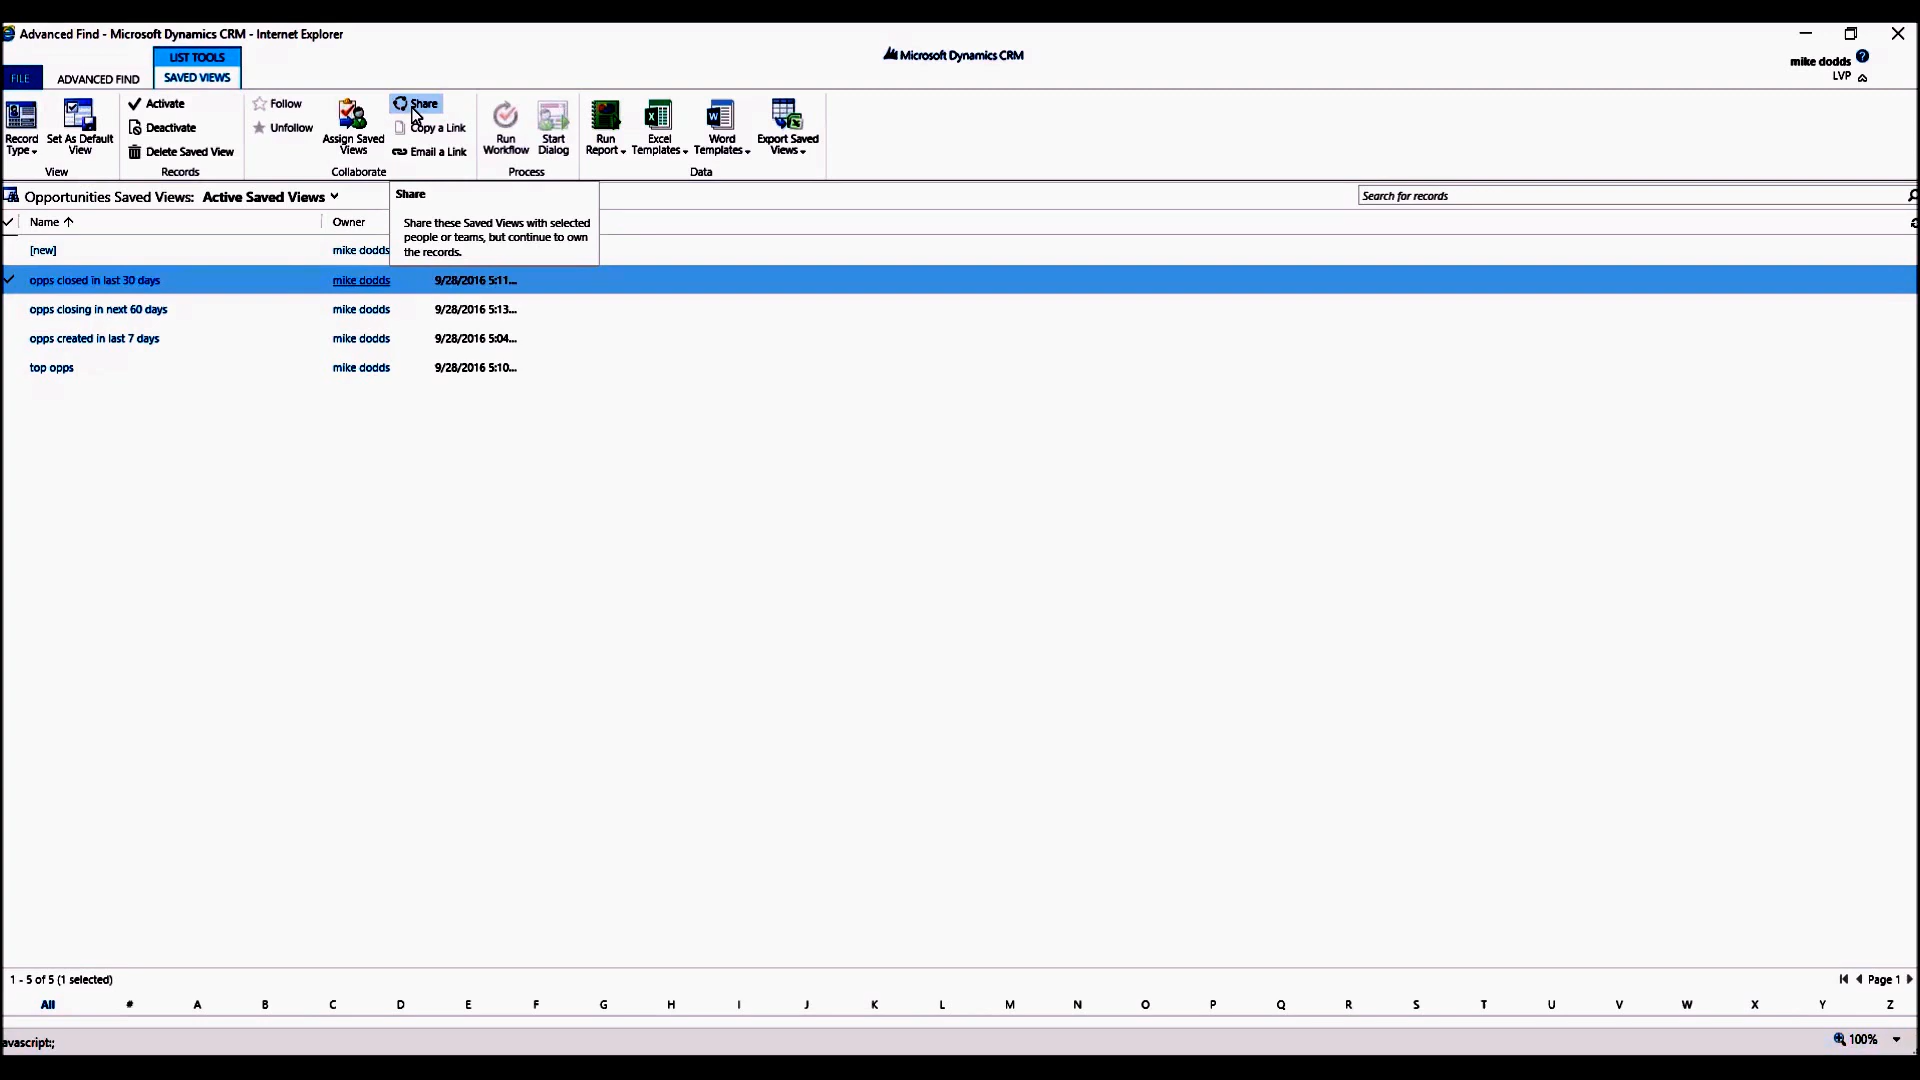 Advanced Find - Microsoft Dynamics CRM - Internet Explorer
Microsoft Dynamics CRM
mike dodds
LVP
LIST TOOLS
FILE
ADVANCED FIND
SAVED VIEWS
Record Type
Set As Default View
View
Activate
Deactivate
Delete Saved View
Records
Follow
Unfollow
Assign Saved Views
Share
Copy a Link
Email a Link
Collaborate
Run Workflow
Start Dialog
Process
Run Report
Excel Templates
Word Templates
Export Saved Views
Data
Opportunities Saved Views: Active Saved Views
Search for records
Share
Share these Saved Views with selected
people or teams, but continue to own
the records.
Name Owner
[new] mike dodds
opps closed in last 30 days mike dodds 9/28/2016 5:11...
opps closing in next 60 days mike dodds 9/28/2016 5:13...
opps created in last 7 days mike dodds 9/28/2016 5:04...
top opps mike dodds 9/28/2016 5:10...
1 - 5 of 5 (1 selected)
Page 1
All # A B C D E F G H I J K L M N O P Q R S T U V W X Y Z
avascript:;
100%